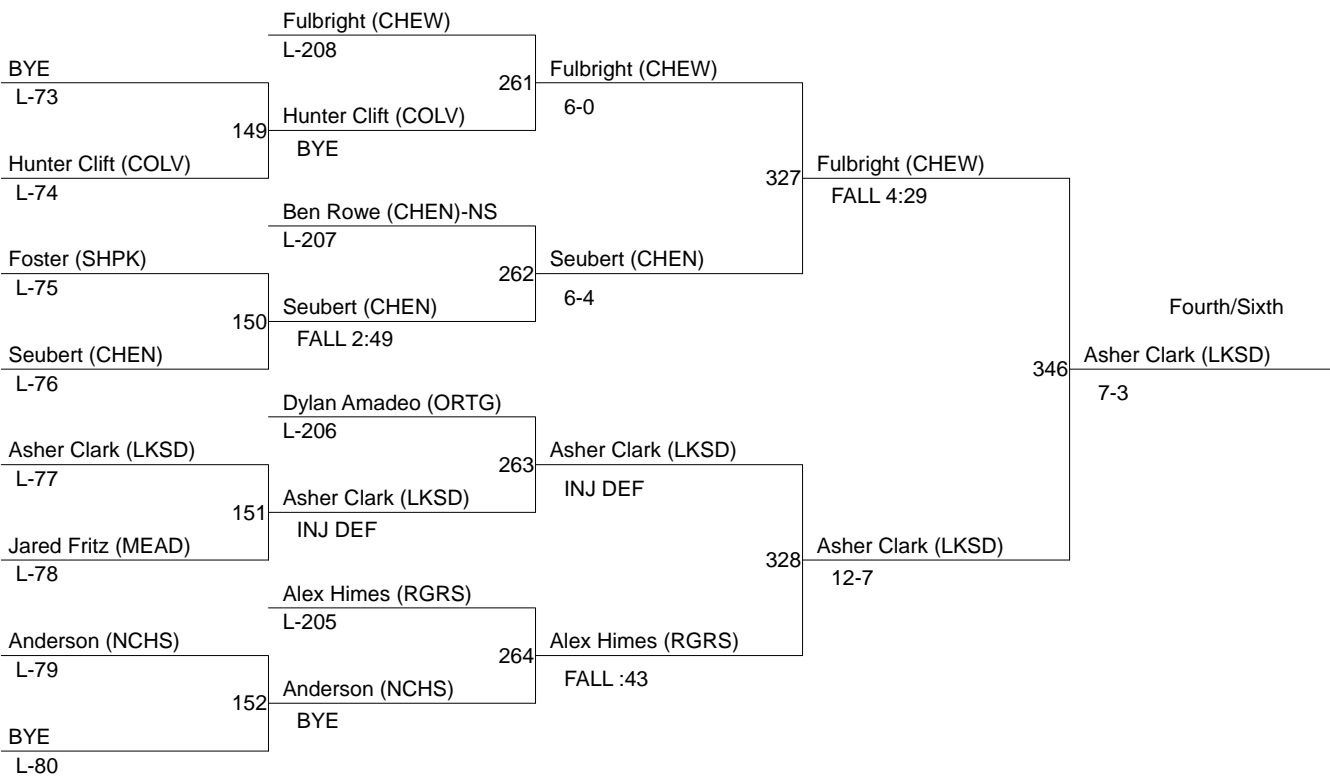 Fulbright (CHEW)
L-208
BYE
L-73
261
Fulbright (CHEW)
6-0
149
Hunter Clift (COLV)
BYE
Hunter Clift (COLV)
L-74
327
Fulbright (CHEW)
FALL 4:29
Ben Rowe (CHEN)-NS
L-207
Foster (SHPK)
L-75
262
Seubert (CHEN)
6-4
150
Seubert (CHEN)
FALL 2:49
Seubert (CHEN)
L-76
Fourth/Sixth
346
Asher Clark (LKSD)
7-3
Dylan Amadeo (ORTG)
L-206
Asher Clark (LKSD)
L-77
263
Asher Clark (LKSD)
INJ DEF
151
Asher Clark (LKSD)
INJ DEF
Jared Fritz (MEAD)
L-78
328
Asher Clark (LKSD)
12-7
Alex Himes (RGRS)
L-205
Anderson (NCHS)
L-79
264
Alex Himes (RGRS)
FALL :43
152
Anderson (NCHS)
BYE
BYE
L-80